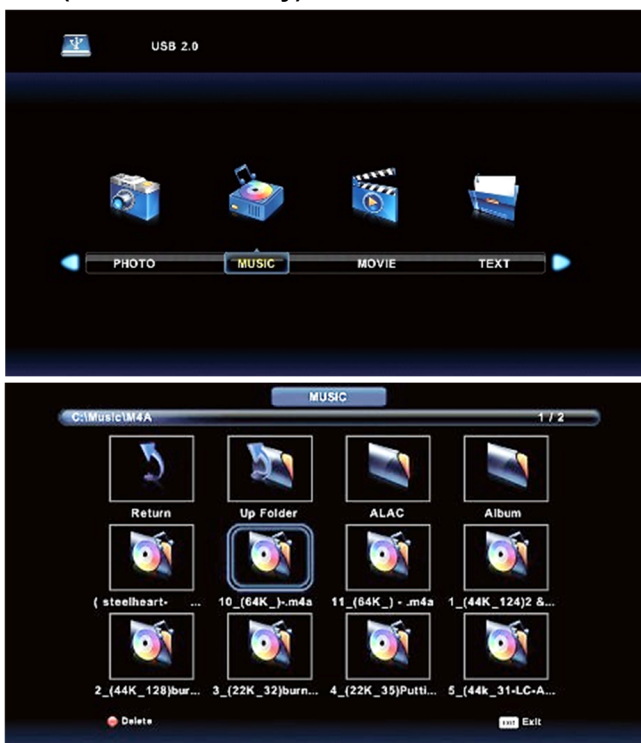 USB 2.0
PHOTO MUSIC MOVIE TEXT
MUSIC
C:\Music\M4A 1 / 2
Return Up Folder ALAC Album
( steelheart- ... 10_(64K_)-.m4a 11_(64K_) - .m4a 1_(44K_124)2 &...
2_(44K_128)bur... 3_(22K_32)burn... 4_(22K_35)Putti... 5_(44k_31-LC-A...
Delete EXIT Exit